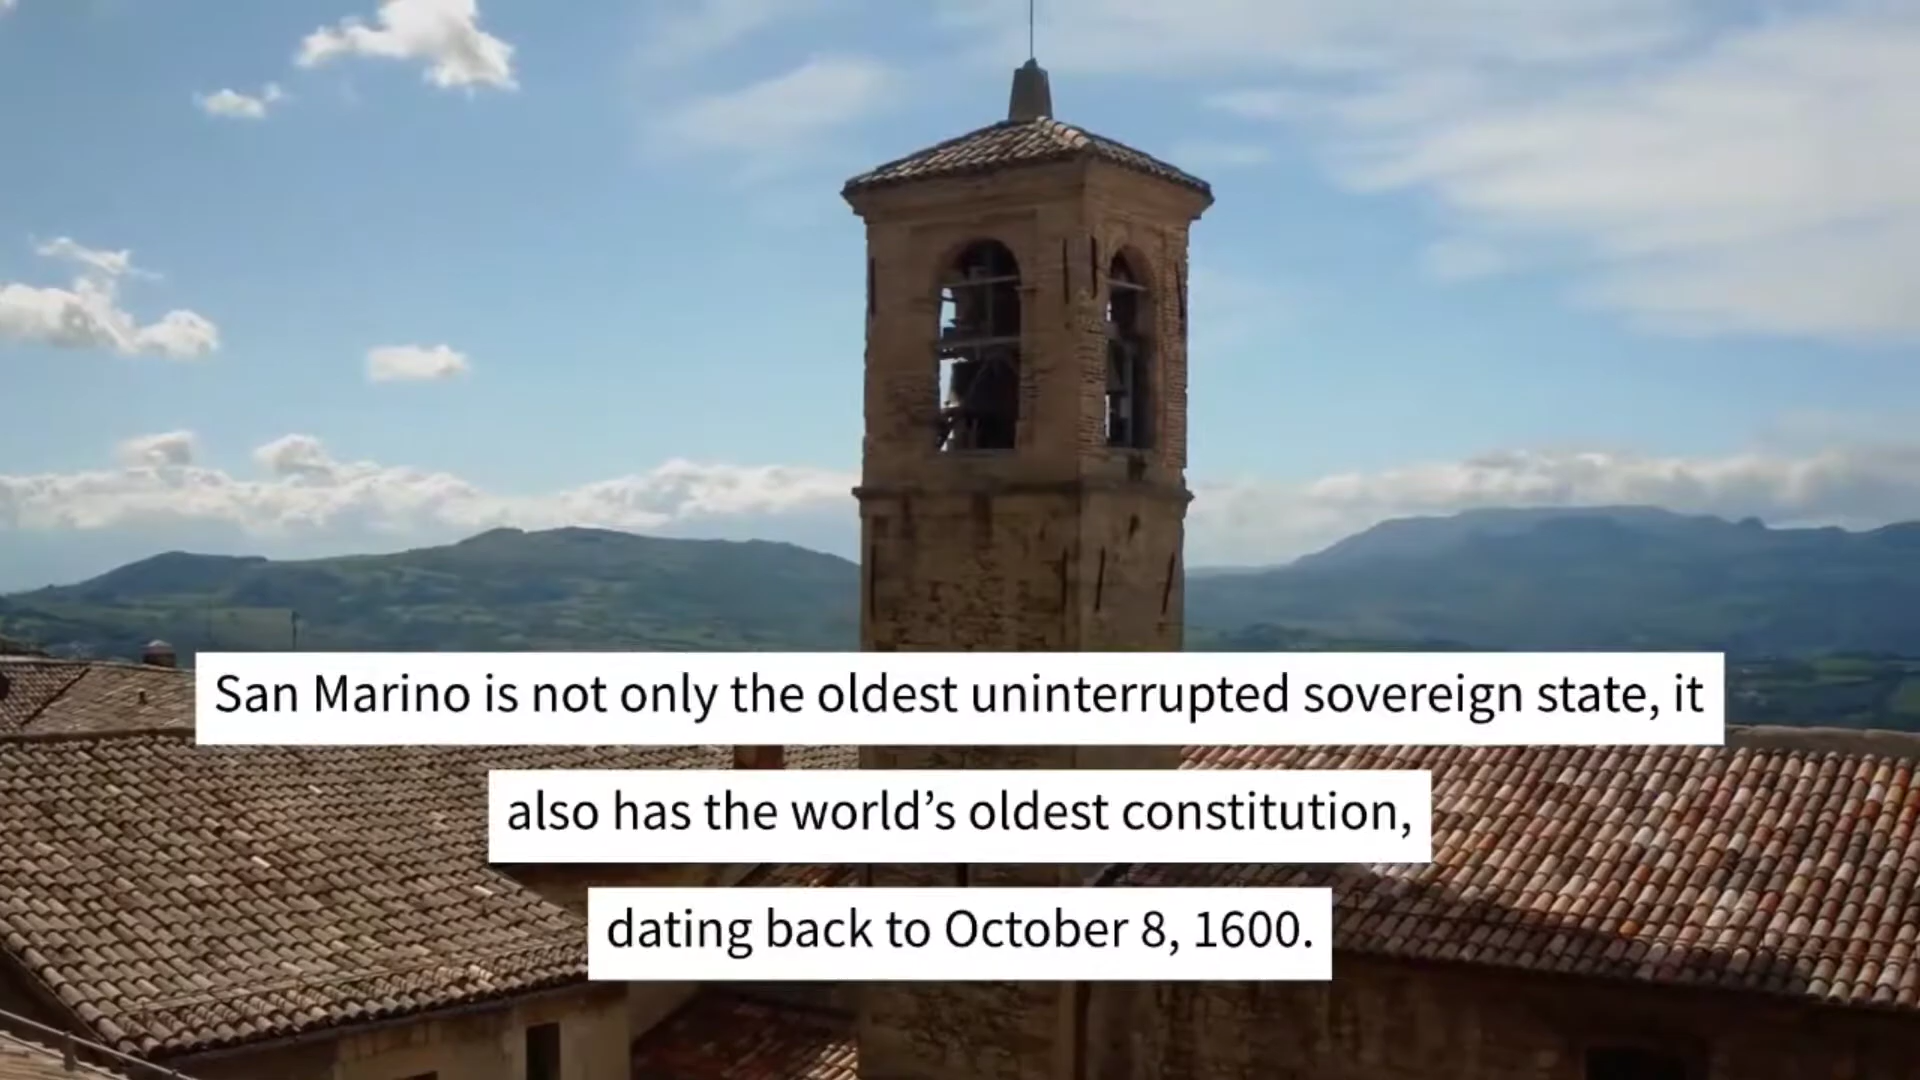 San Marino is not only the oldest uninterrupted sovereign state, it
also has the world’s oldest constitution,
dating back to October 8, 1600.